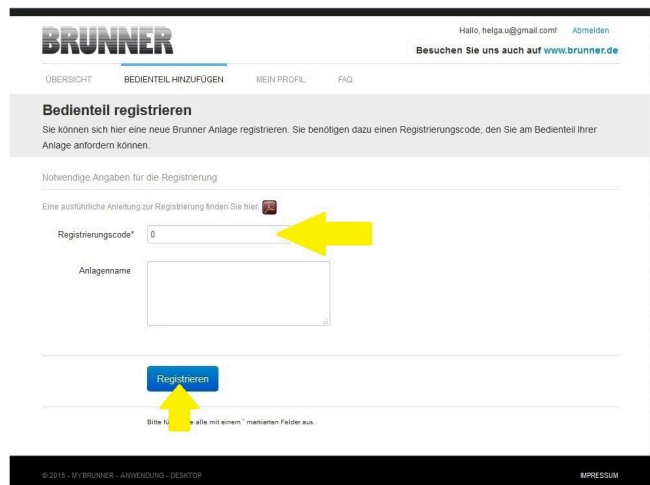 BRUNNER
Hallo, helga.u@gmail.com! Abmelden
Besuchen Sie uns auch auf www.brunner.de
ÜBERSICHT BEDIENTEIL HINZUFÜGEN MEIN PROFIL FAQ
Bedienteil registrieren
Sie können sich hier eine neue Brunner Anlage registrieren. Sie benötigen dazu einen Registrierungscode, den Sie am Bedienteil Ihrer
Anlage anfordern können.
Notwendige Angaben für die Registrierung
Eine ausführliche Anleitung zur Registrierung finden Sie hier:
Registrierungscode* 0
Anlagenname
Registrieren
Bitte alle mit einem * markierten Felder aus.
© 2015 - MYBRUNNER - ANWENDUNG - DESKTOP
IMPRESSUM